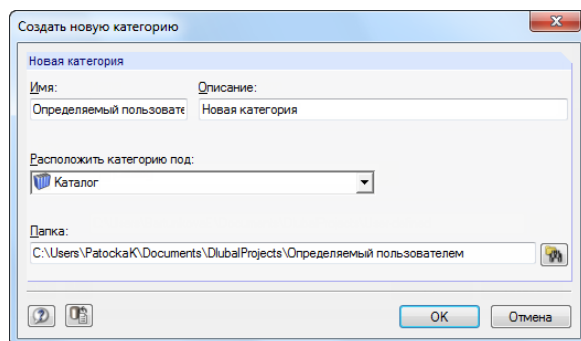 Создать новую категорию
Новая категория
Имя: Описание:
Определяемый пользовате Новая категория
Расположить категорию под:
Каталог
Папка:
C:\Users\PatockaK\Documents\DlubalProjects\Определяемый пользователем
OK Отмена